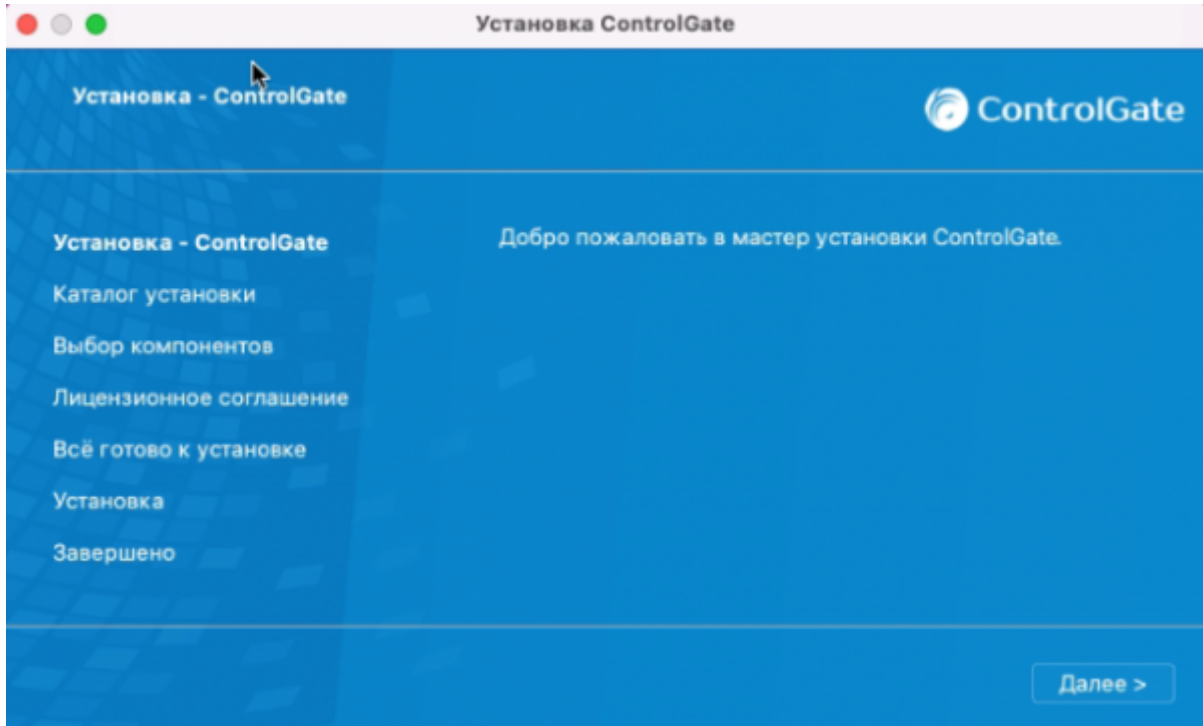 Установка ControlGate
Установка - ControlGate
ControlGate
Установка - ControlGate
Добро пожаловать в мастер установки ControlGate.
Каталог установки
Выбор компонентов
Лицензионное соглашение
Всё готово к установке
Установка
Завершено
Далее >